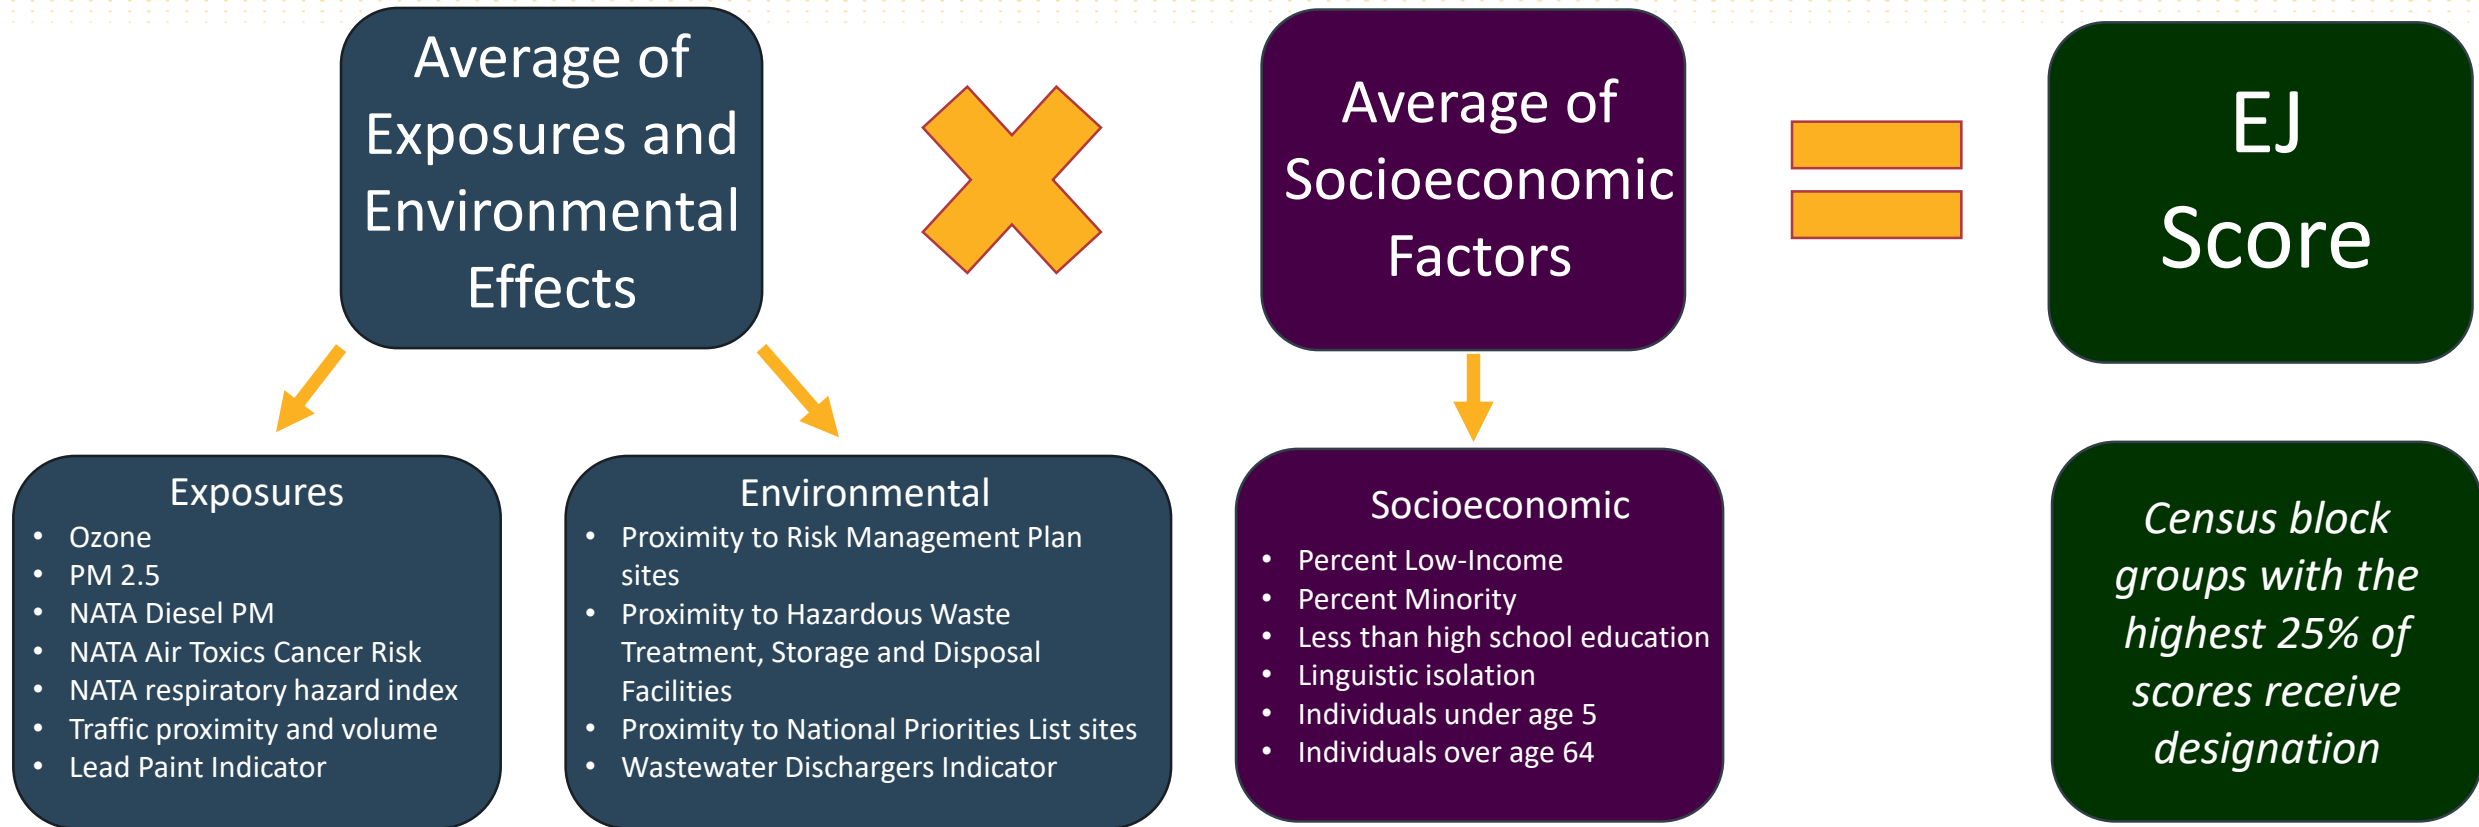 Average of
Exposures and
Environmental
Effects
Average of
Socioeconomic
Factors
EJ
Score
Exposures
• Ozone
• PM 2.5
• NATA Diesel PM
• NATA Air Toxics Cancer Risk
• NATA respiratory hazard index
• Traffic proximity and volume
• Lead Paint Indicator
Environmental
• Proximity to Risk Management Plan
sites
• Proximity to Hazardous Waste
Treatment, Storage and Disposal
Facilities
• Proximity to National Priorities List sites
• Wastewater Dischargers Indicator
Socioeconomic
• Percent Low-Income
• Percent Minority
• Less than high school education
• Linguistic isolation
• Individuals under age 5
• Individuals over age 64
Census block
groups with the
highest 25% of
scores receive
designation